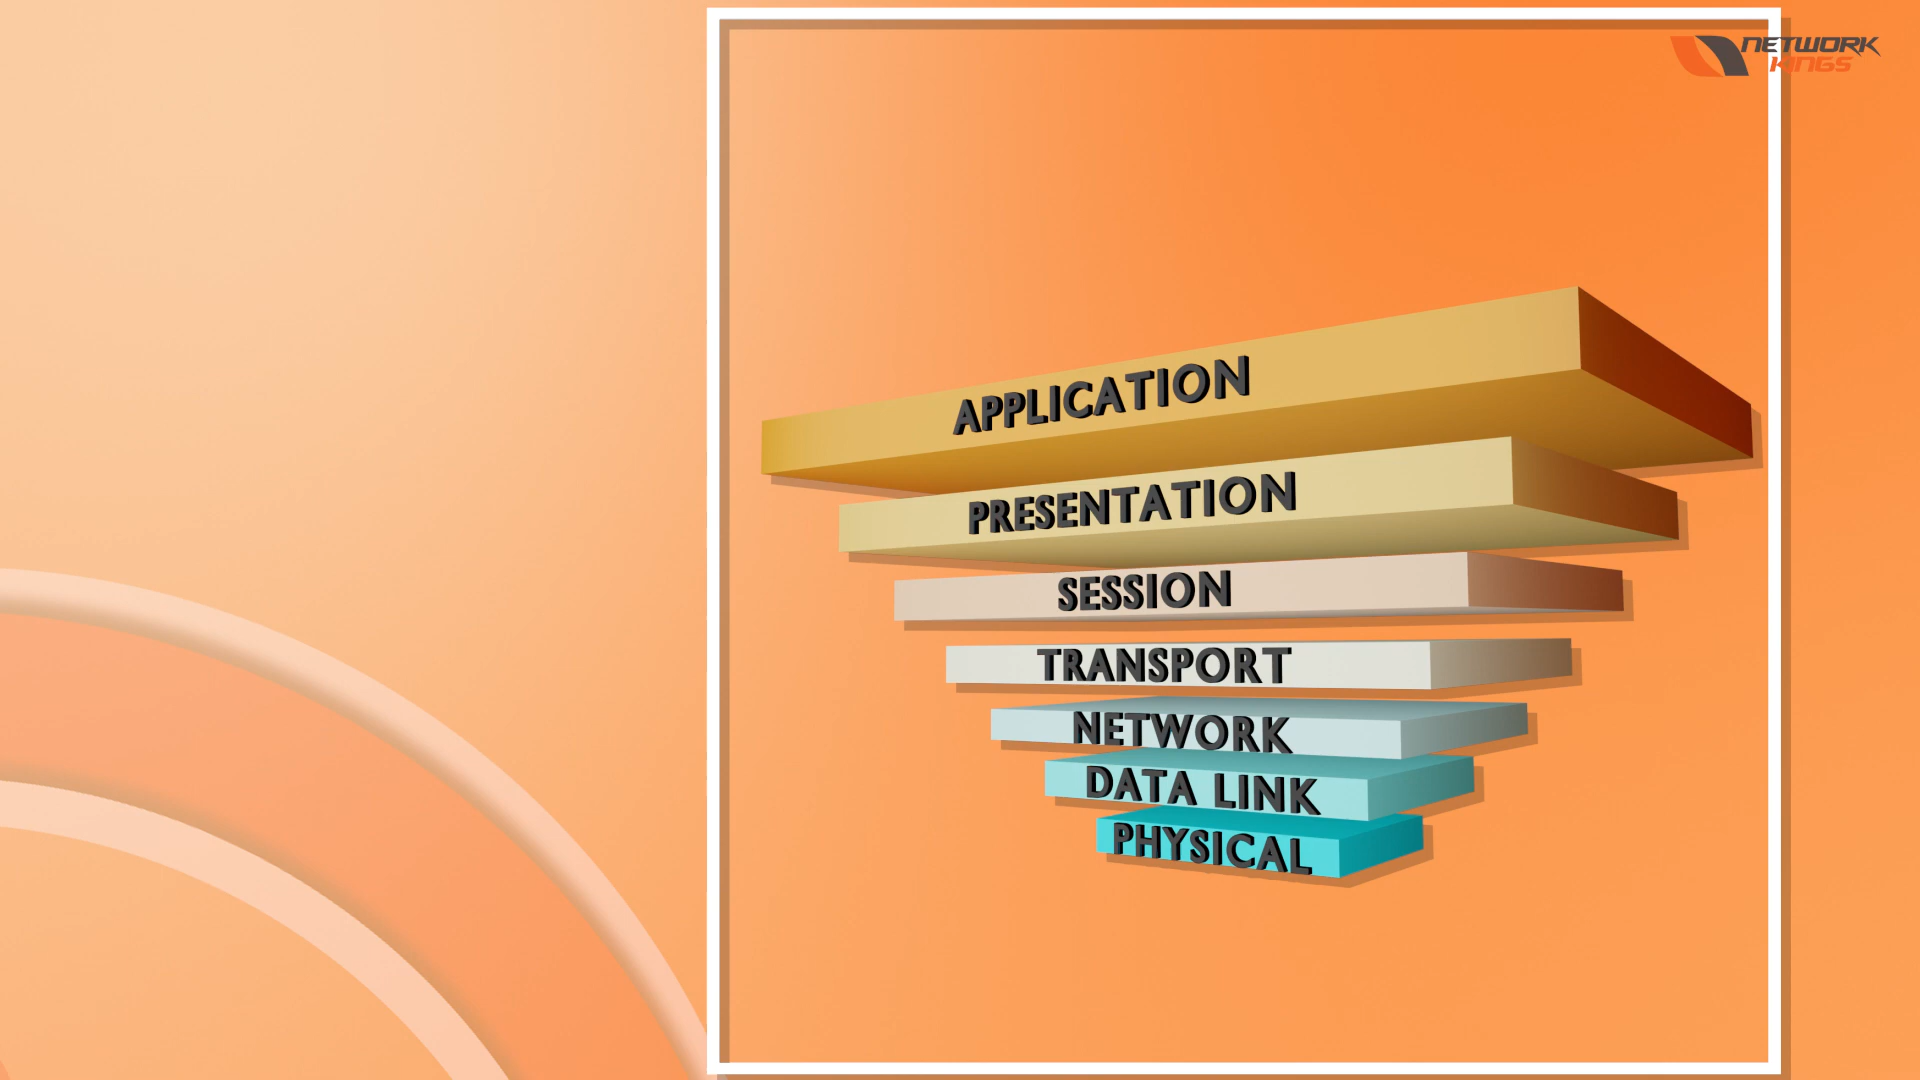 NETWORK
KINGS
APPLICATION
PRESENTATION
SESSION
TRANSPORT
NETWORK
DATA LINK
PHYSICAL